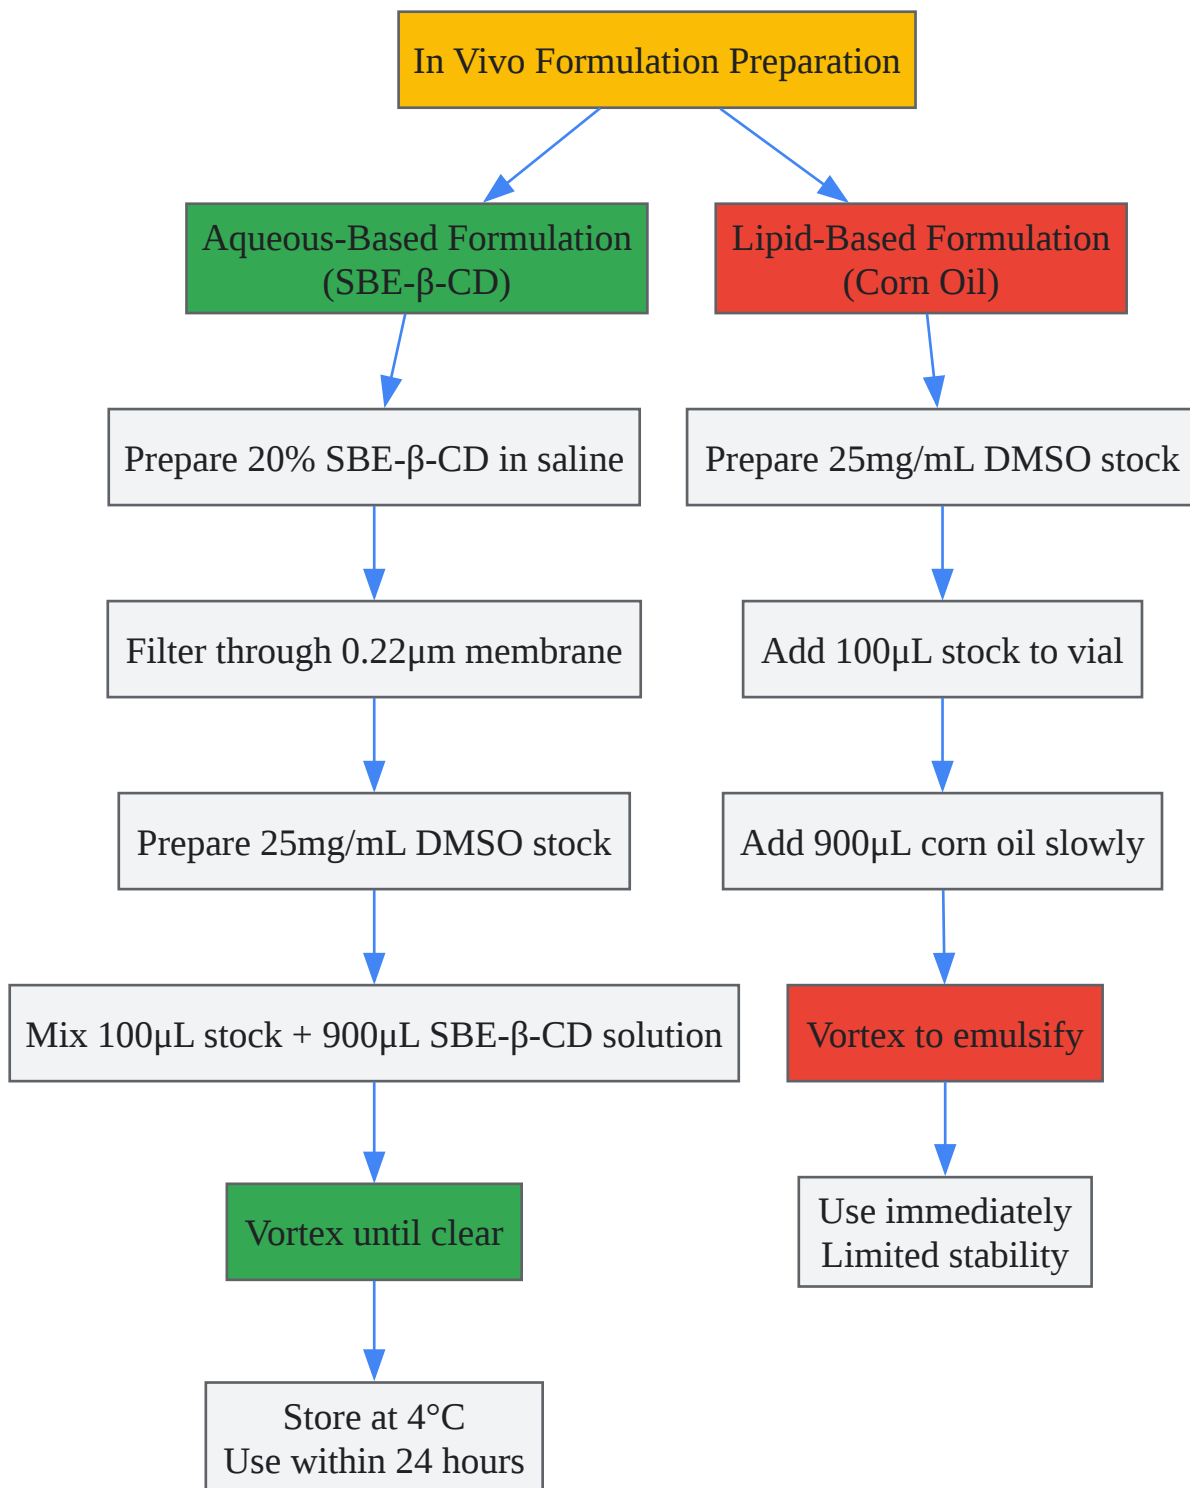 In Vivo Formulation Preparation
Aqueous-Based Formulation
(SBE-β-CD)
Prepare 20% SBE-β-CD in saline
Filter through 0.22μm membrane
Prepare 25mg/mL DMSO stock
Mix 100μL stock + 900μL SBE-β-CD solution
Vortex until clear
Store at 4°C
Use within 24 hours
Lipid-Based Formulation
(Corn Oil)
Prepare 25mg/mL DMSO stock
Add 100μL stock to vial
Add 900μL corn oil slowly
Vortex to emulsify
Use immediately
Limited stability